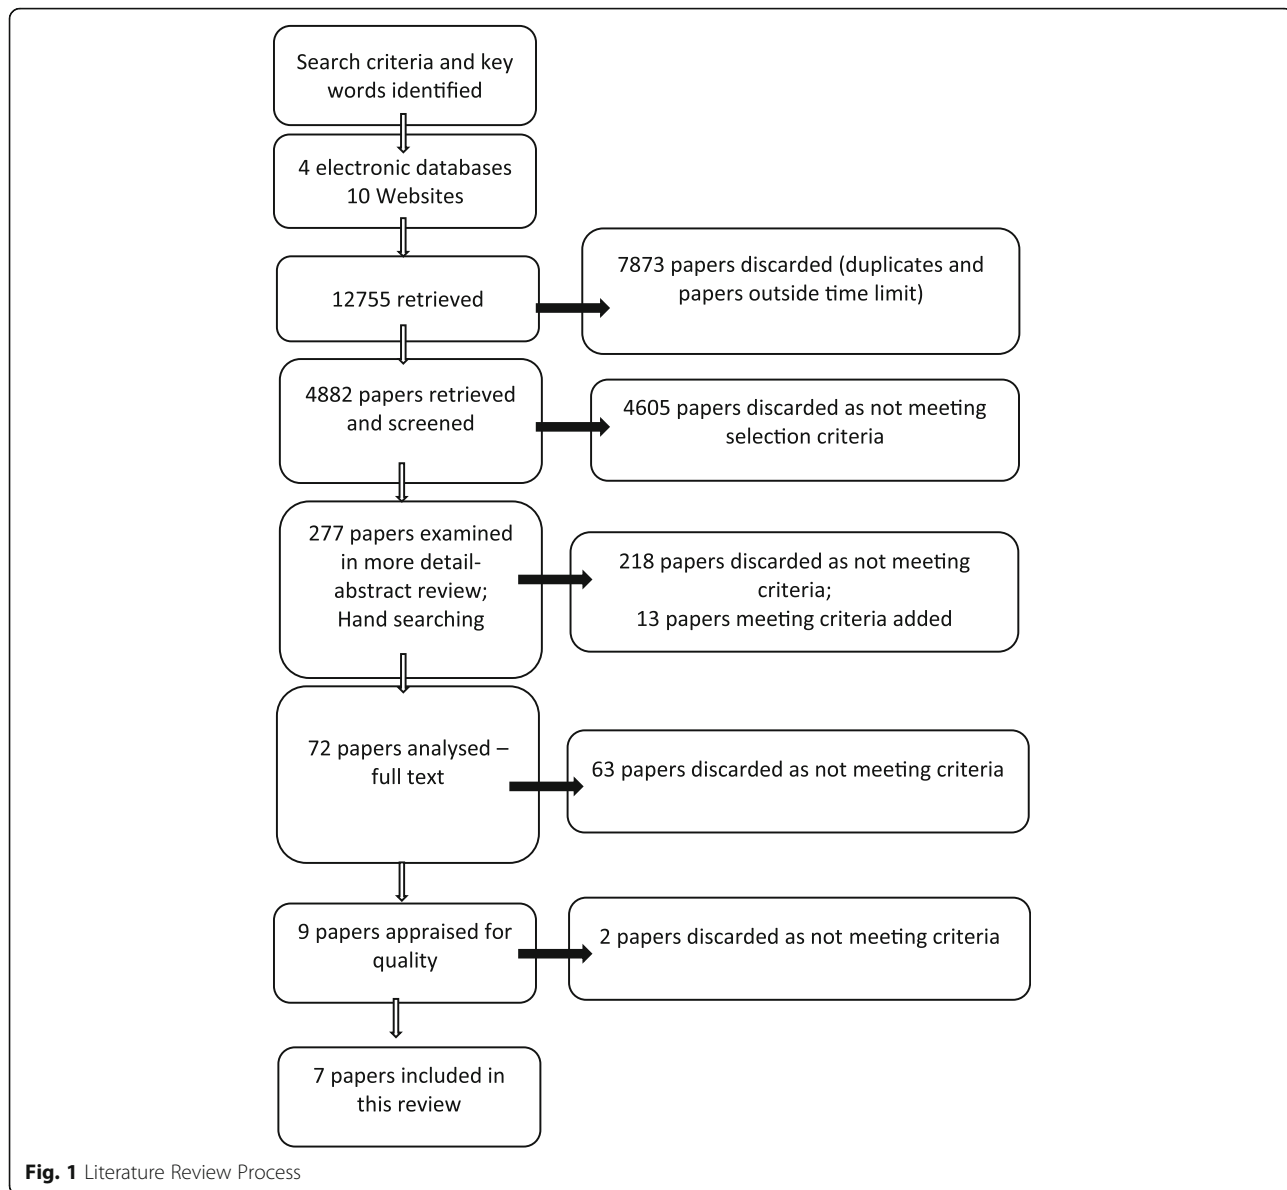 Search criteria and key
words identified
4 electronic databases
10 Websites
12755 retrieved
7873 papers discarded (duplicates and
papers outside time limit)
4882 papers retrieved
and screened
4605 papers discarded as not meeting
selection criteria
277 papers examined
in more detail-
abstract review;
Hand searching
218 papers discarded as not meeting
criteria;
13 papers meeting criteria added
72 papers analysed –
full text
63 papers discarded as not meeting criteria
9 papers appraised for
quality
2 papers discarded as not meeting criteria
7 papers included in
this review
Fig. 1 Literature Review Process